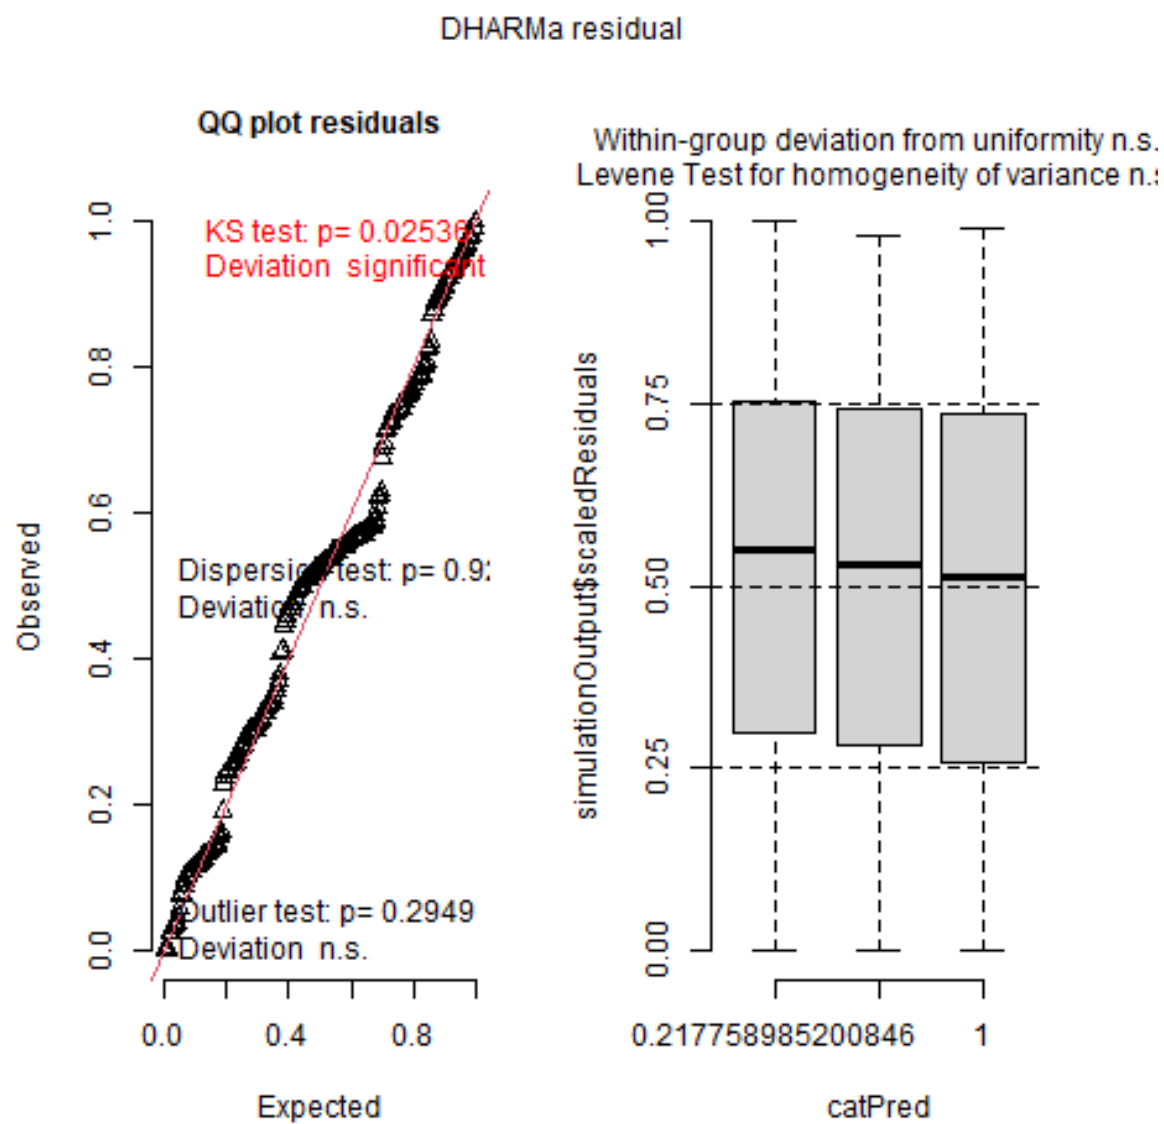 DHARMa residual
QQ plot residuals
KS test: p= 0.02536
Deviation significant
Dispersion test: p= 0.92
Deviation n.s.
Outlier test: p= 0.2949
Deviation n.s.
Observed
0.0
0.2
0.4
0.6
0.8
1.0
0.0
0.4
0.8
Expected
Within-group deviation from uniformity n.s.
Levene Test for homogeneity of variance n.s
simulationOutput$scaledResiduals
0.00
0.25
0.50
0.75
1.00
0.217758985200846
1
catPred